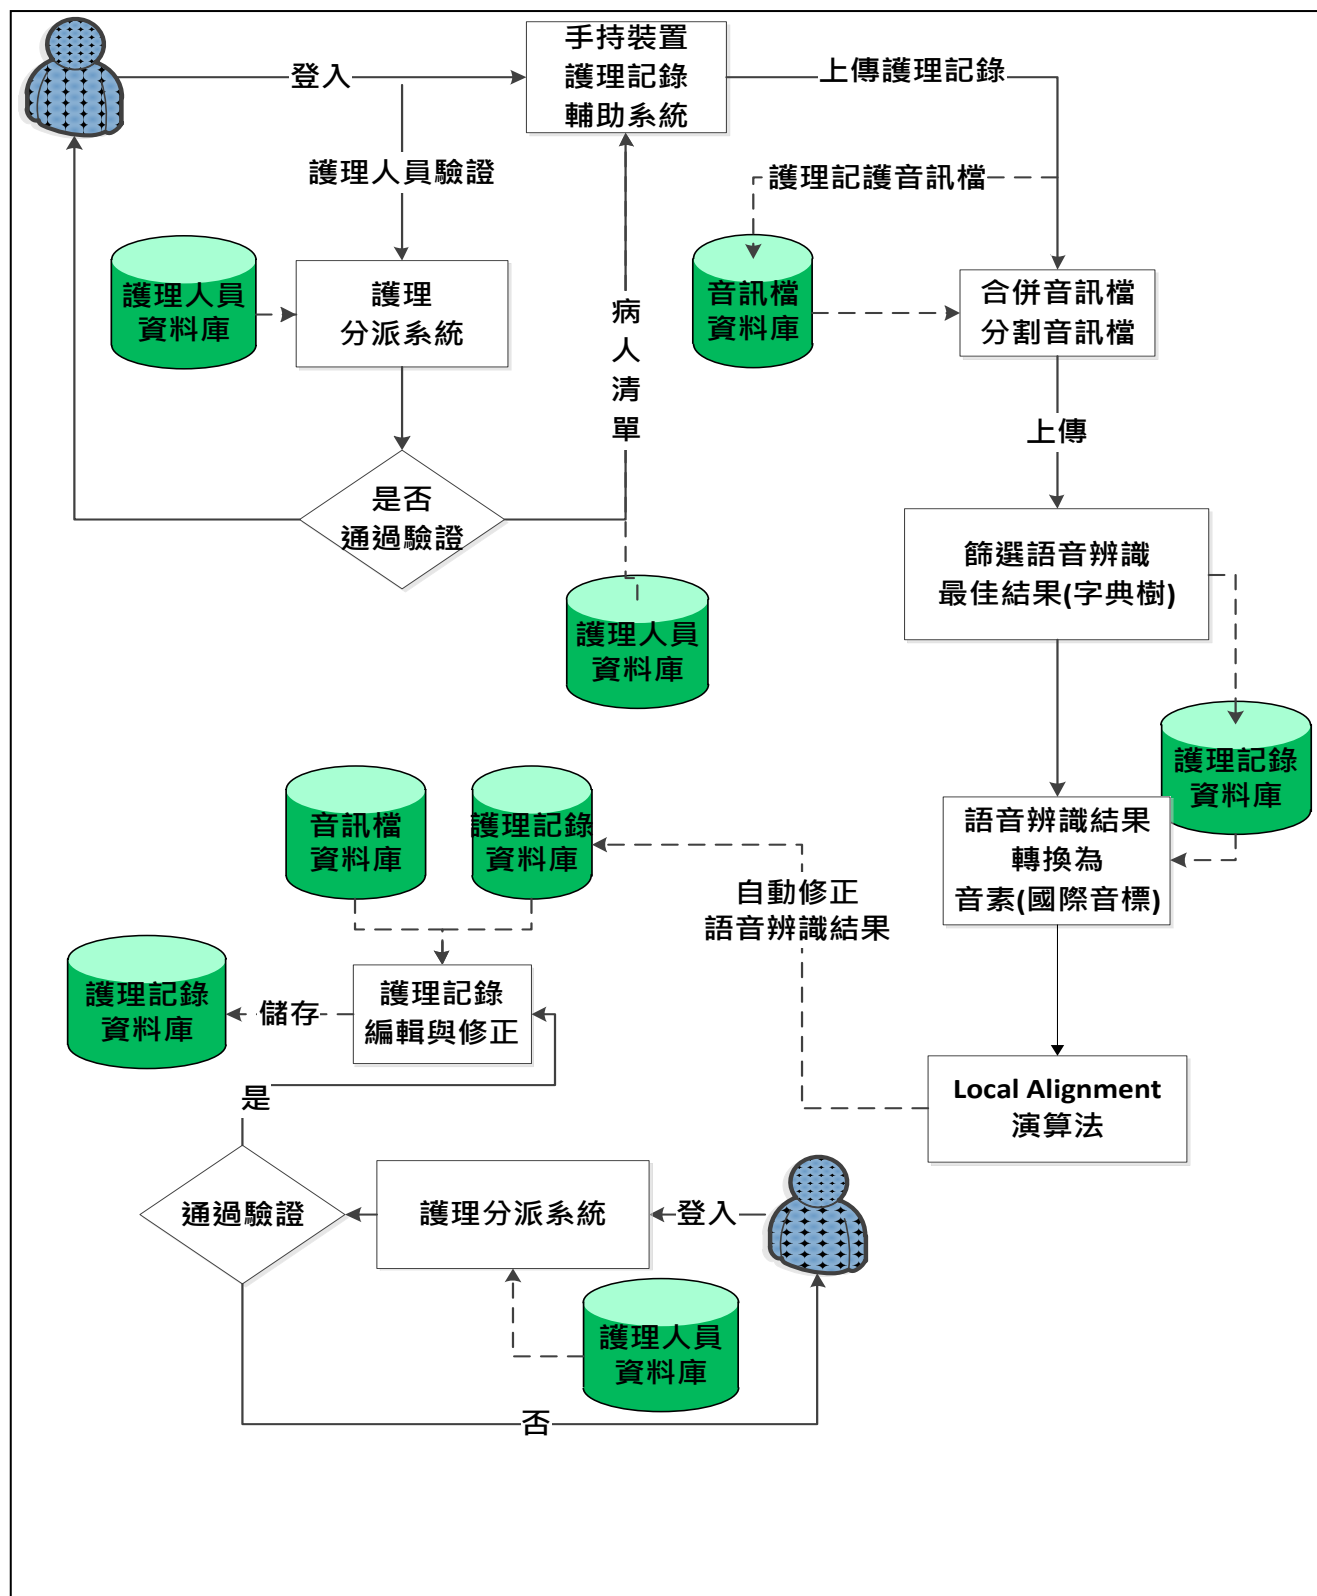 登入
手持裝置
護理記錄
輔助系統
上傳護理記錄
護理人員驗證
護理記護音訊檔
護理人員
資料庫
護理
分派系統
病
人
清
單
音訊檔
資料庫
合併音訊檔
分割音訊檔
上傳
是否
通過驗證
篩選語音辨識
最佳結果(字典樹)
護理人員
資料庫
護理記錄
資料庫
音訊檔
資料庫
護理記錄
資料庫
語音辨識結果
轉換為
音素(國際音標)
自動修正
語音辨識結果
護理記錄
資料庫
儲存
護理記錄
編輯與修正
是
Local Alignment
演算法
通過驗證
護理分派系統
登入
護理人員
資料庫
否